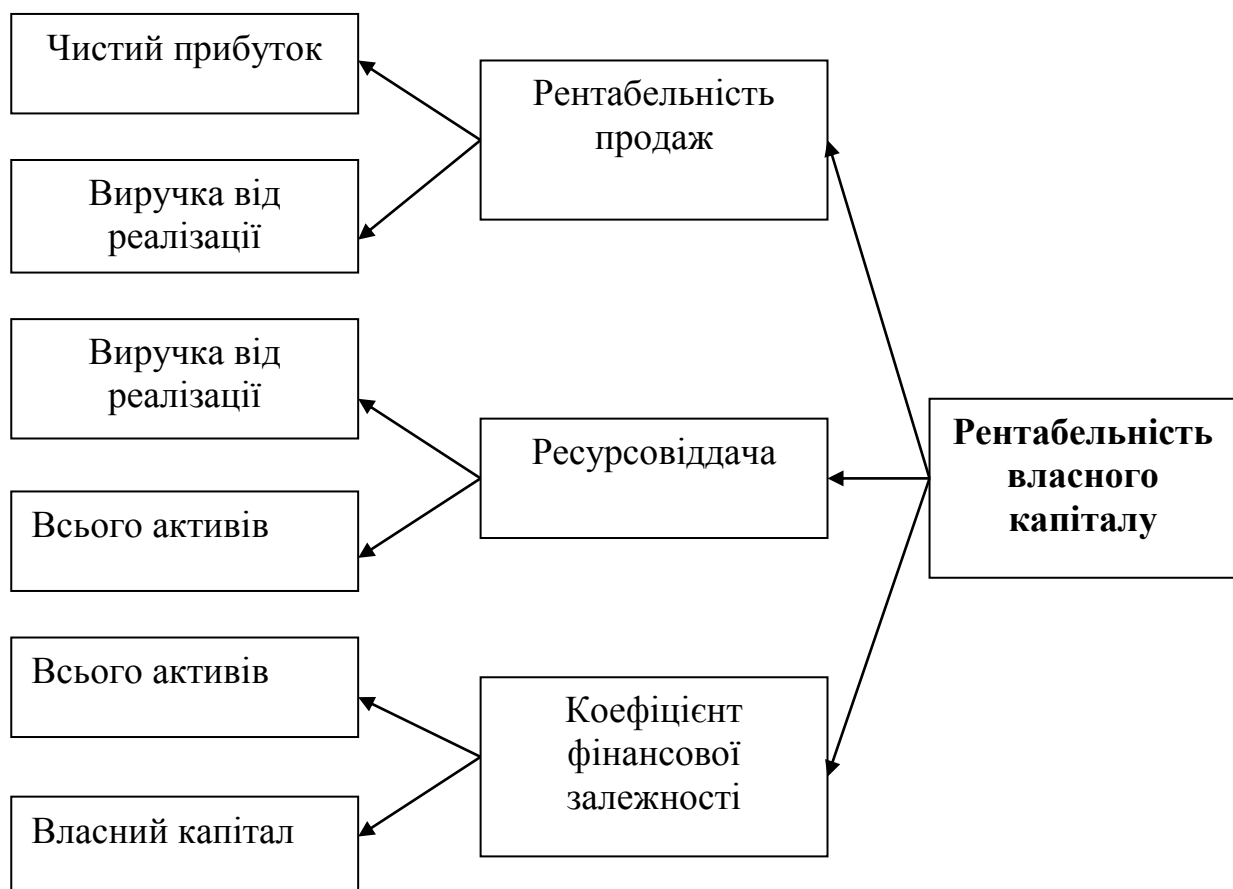 Чистий прибуток
Виручка від
реалізації
Виручка від
реалізації
Всього активів
Всього активів
Власний капітал
Рентабельність
продаж
Ресурсовіддача
Коефіцієнт
фінансової
залежності
Рентабельність
власного
капіталу